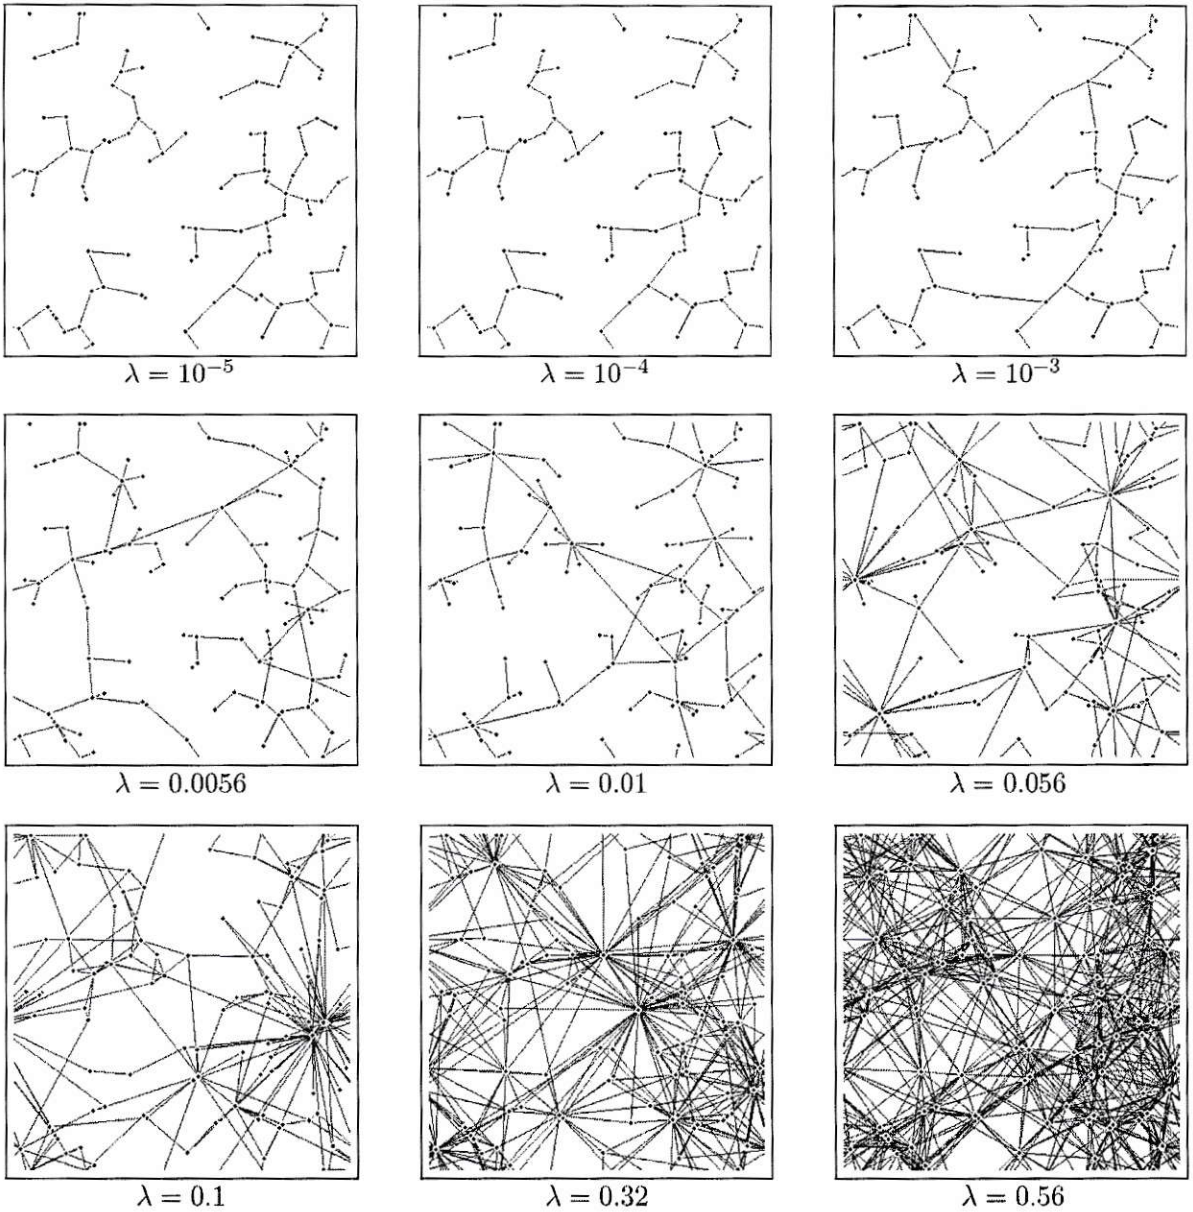 λ = 10⁻⁵
λ = 10⁻⁴
λ = 10⁻³
λ = 0.0056
λ = 0.01
λ = 0.056
λ = 0.1
λ = 0.32
λ = 0.56